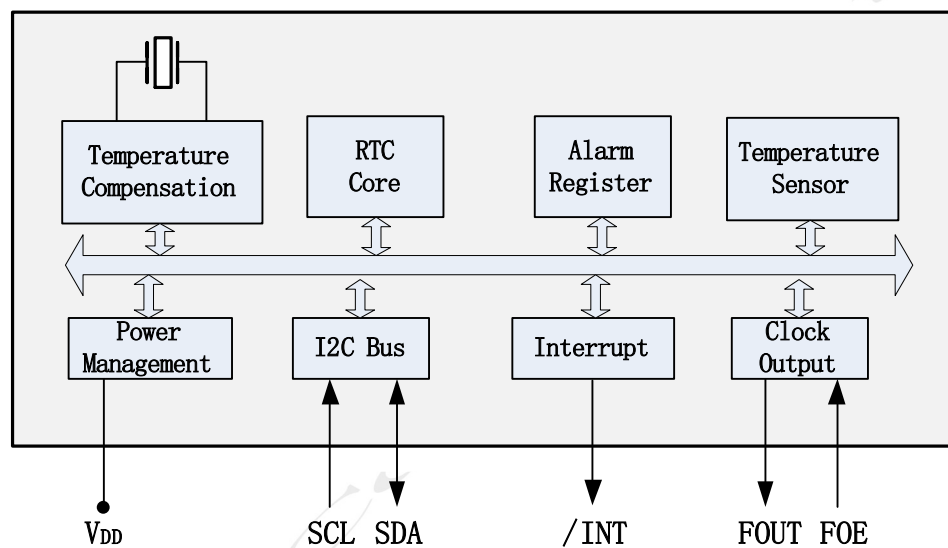 Temperature
Compensation
RTC
Core
Alarm
Register
Temperature
Sensor
Power
Management
I2C Bus
Interrupt
Clock
Output
VDD
SCL SDA
/INT
FOUT FOE